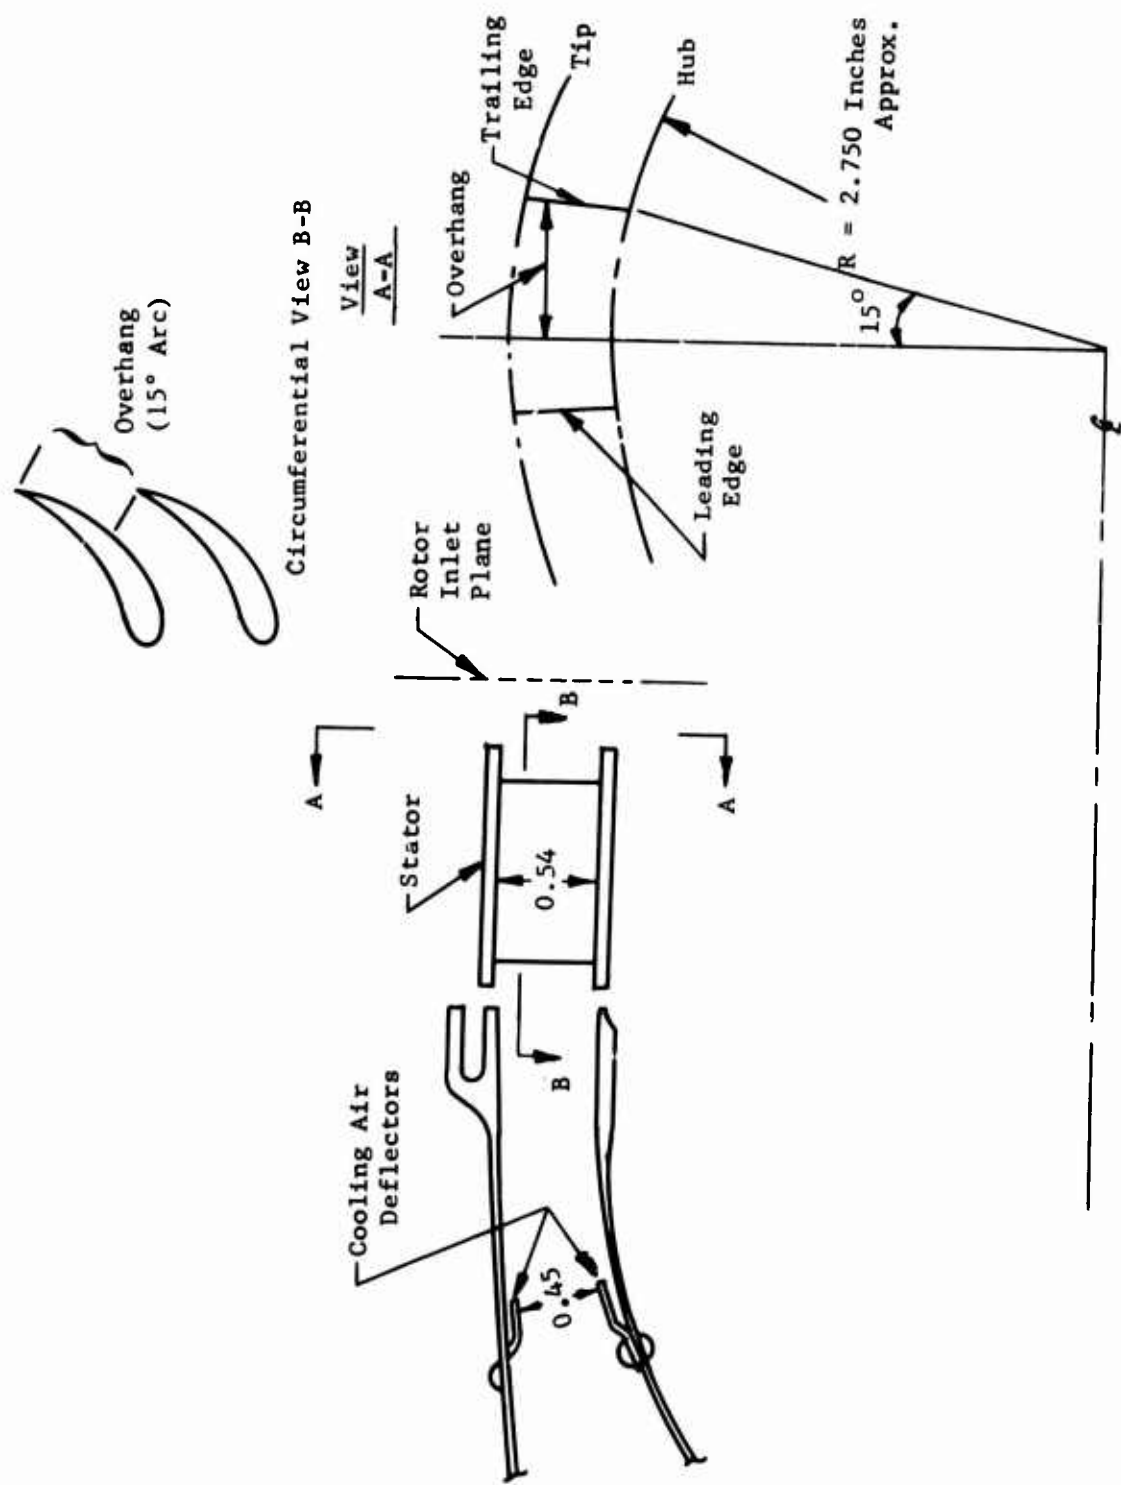 Overhang
(15° Arc)
Circumferential View B-B
View
A-A
Cooling Air
Deflectors
Stator
Rotor
Inlet
Plane
Overhang
Trailing
Edge
Tip
Hub
Leading
Edge
A
A
B
B
0.45
0.54
15°
R = 2.750 Inches
Approx.
℄